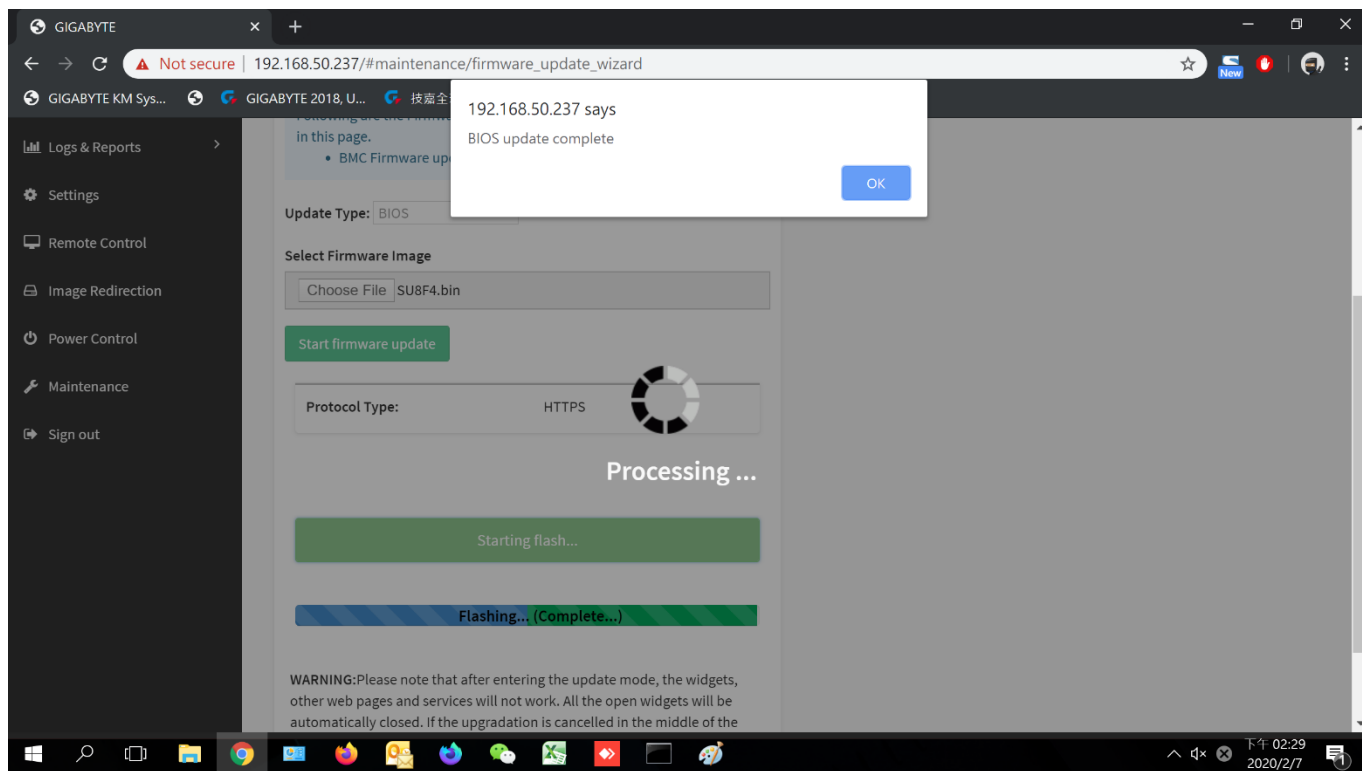 GIGABYTE
Not secure | 192.168.50.237/#maintenance/firmware_update_wizard
New
GIGABYTE KM Sys...
GIGABYTE 2018, U...
技嘉全
192.168.50.237 says
BIOS update complete
OK
in this page.
• BMC Firmware up
Update Type: BIOS
Select Firmware Image
Choose File SU8F4.bin
Start firmware update
Protocol Type: HTTPS
Processing ...
Starting flash...
Flashing... (Complete...)
WARNING:Please note that after entering the update mode, the widgets,
other web pages and services will not work. All the open widgets will be
automatically closed. If the upgradation is cancelled in the middle of the
Logs & Reports
Settings
Remote Control
Image Redirection
Power Control
Maintenance
Sign out
下午 02:29
2020/2/7
1